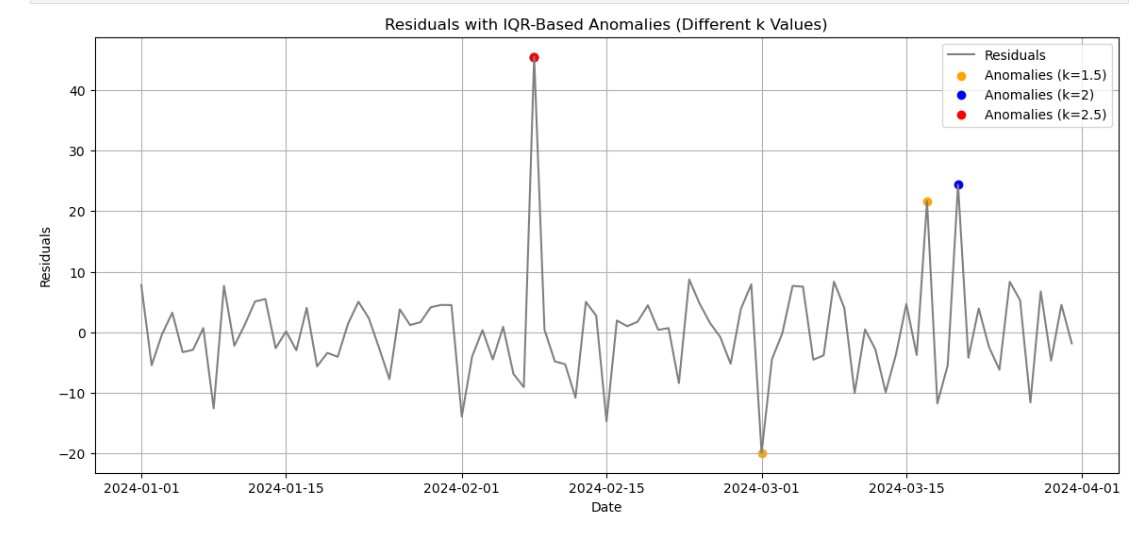 Residuals with IQR-Based Anomalies (Different k Values)
Residuals
Anomalies (k=1.5)
Anomalies (k=2)
Anomalies (k=2.5)
Residuals
40
30
20
10
0
−10
−20
2024-01-01 2024-01-15 2024-02-01 2024-02-15 2024-03-01 2024-03-15 2024-04-01
Date